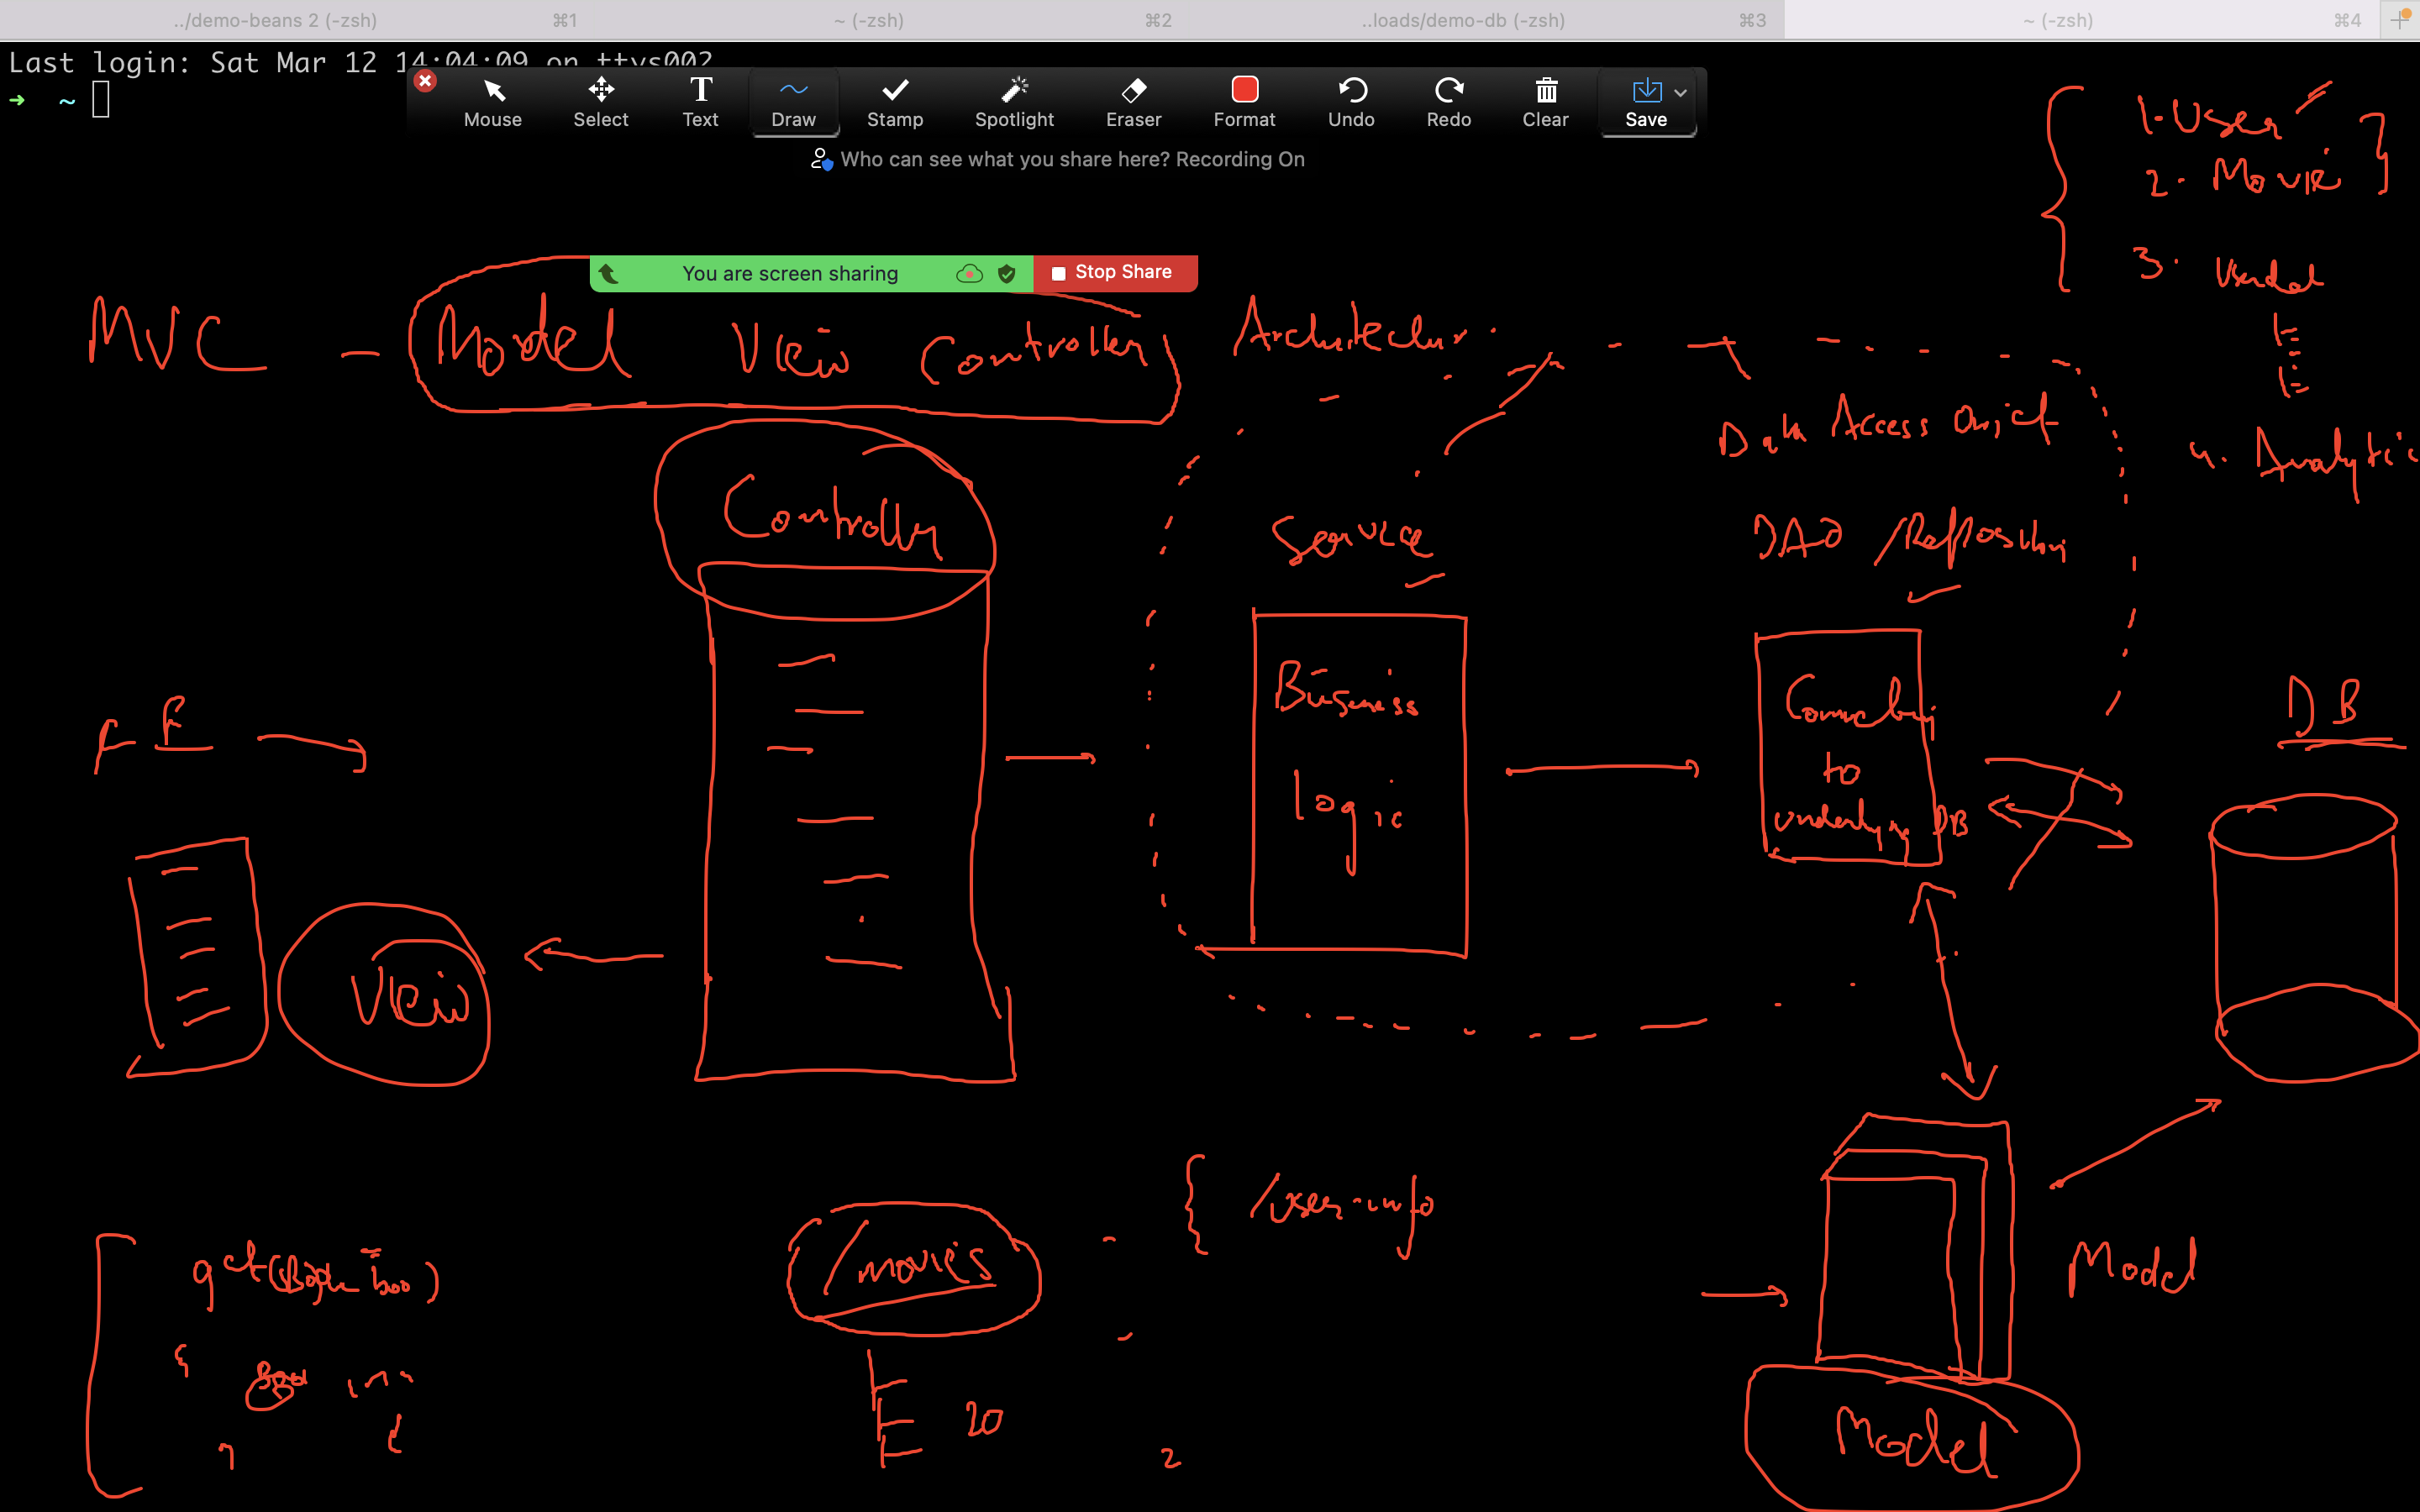 ../demo-beans 2 (-zsh) ⌘1 ~ (-zsh) ⌘2 ..loads/demo-db (-zsh) ⌘3 ~ (-zsh) ⌘4
Last login: Sat Mar 12 14:04:09 on ttys002
➜ ~
Mouse Select Text Draw Stamp Spotlight Eraser Format Undo Redo Clear Save
Who can see what you share here? Recording On
You are screen sharing Stop Share
1. User
2. Movie
3.
4. Analytic
MVC - Model View Controller Architectur
Data Access Object
Controller
Service
DAO /Repository
Business
logic
Connecting
to
underlying DB
FE
DB
View
/user-info
/movies
Model
get(
20
2
Model